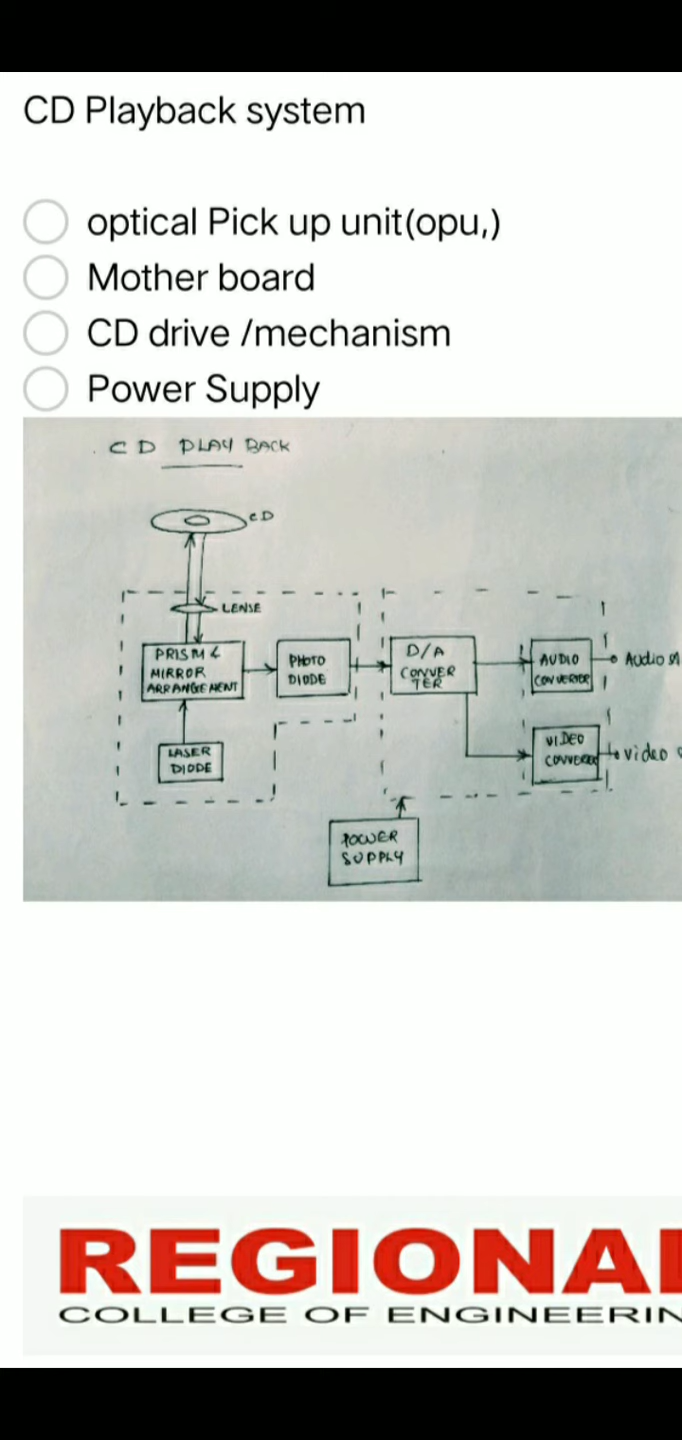 CD Playback system
optical Pick up unit(opu,)
Mother board
CD drive /mechanism
Power Supply
CD PLAY BACK
CD
LENSE
PRISM &
MIRROR
ARRANGEMENT
PHOTO
DIODE
D/A
CONVER
TER
AUDIO
CONVERTER
Audio
LASER
DIODE
VIDEO
video
POWER
SUPPLY
REGIONAL
COLLEGE OF ENGINEERIN